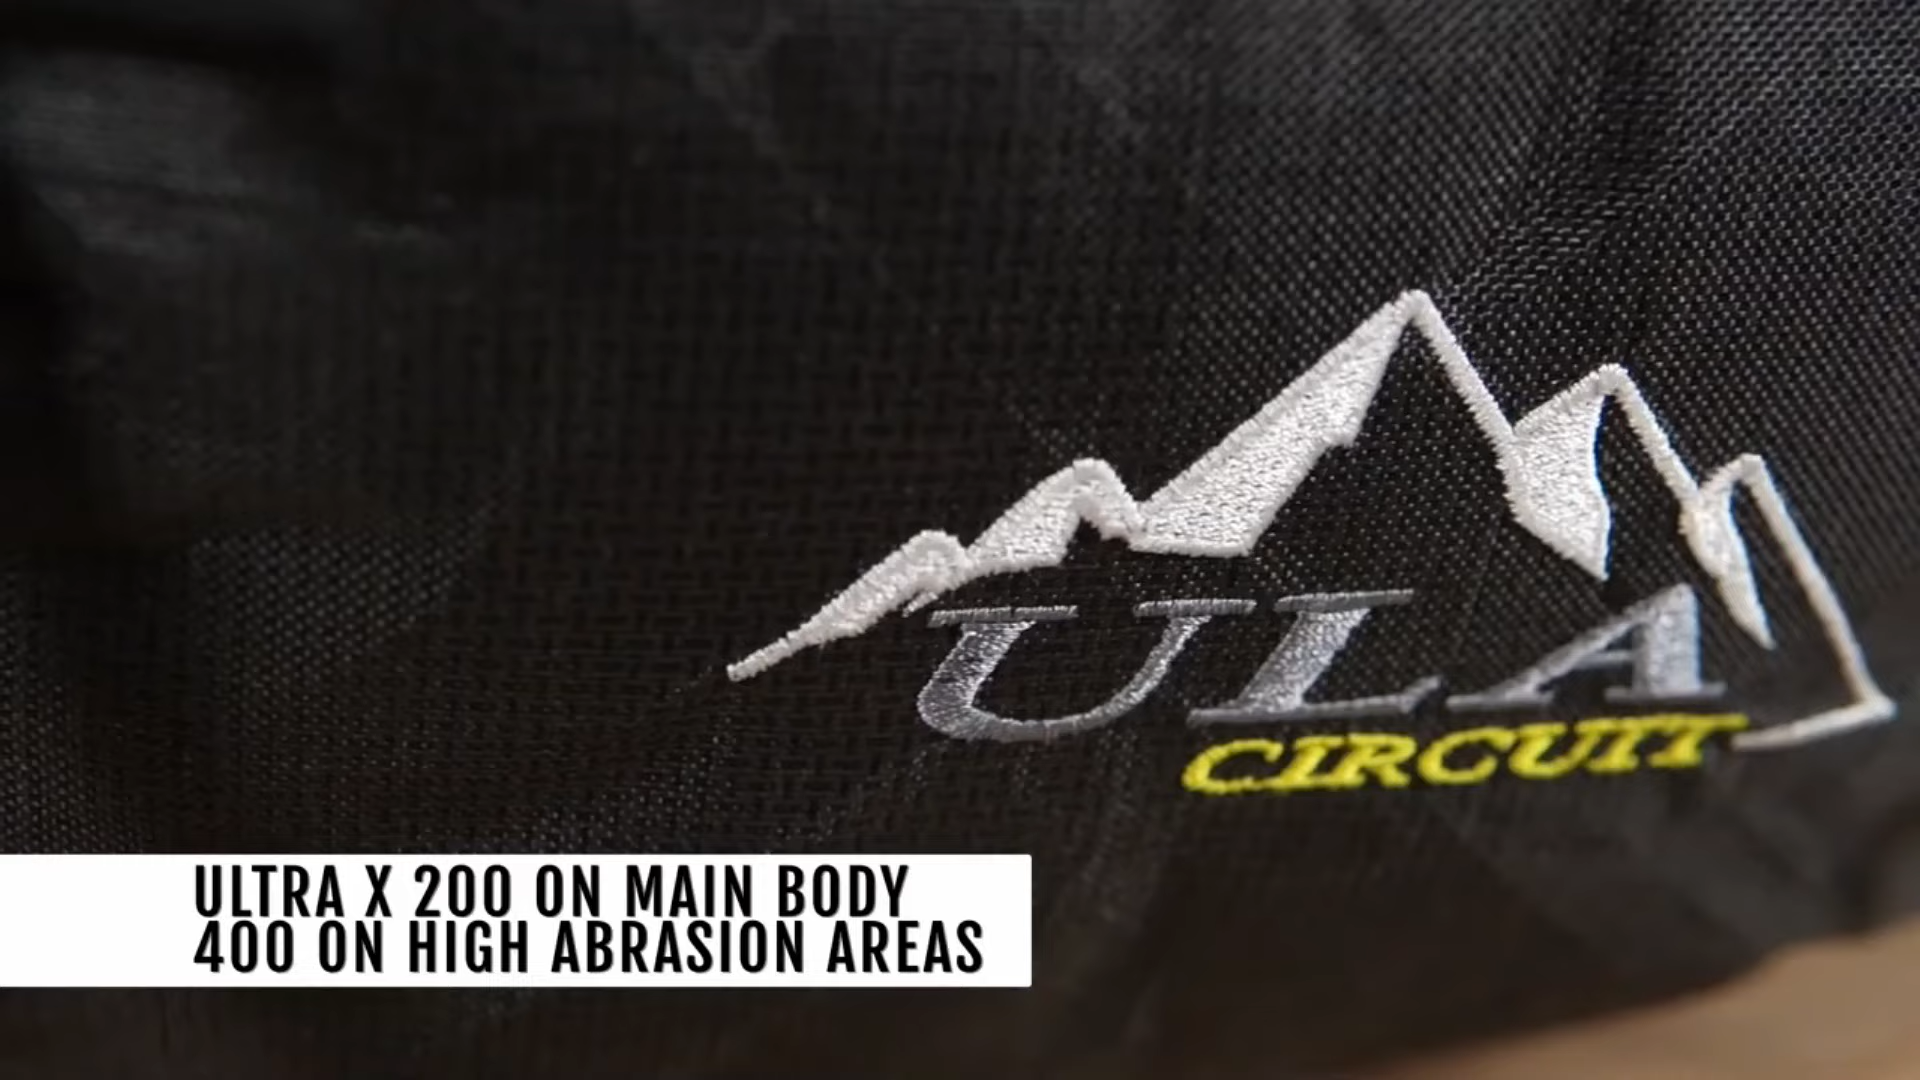 ULA
CIRCUIT
ULTRA X 200 ON MAIN BODY
400 ON HIGH ABRASION AREAS